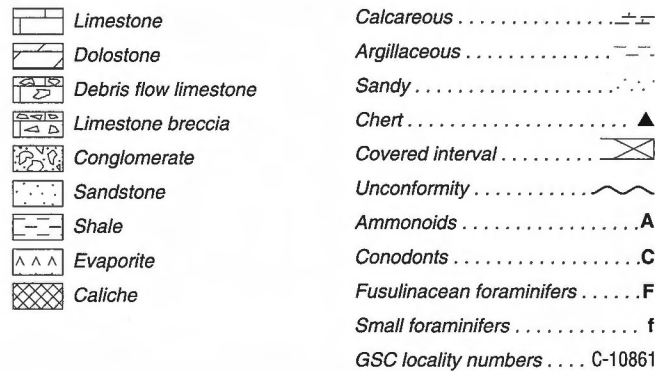 Limestone
Dolostone
Debris flow limestone
Limestone breccia
Conglomerate
Sandstone
Shale
Evaporite
Caliche
Calcareous
Argillaceous
Sandy
Chert
Covered interval
Unconformity
Ammonoids A
Conodonts C
Fusulinacean foraminifers F
Small foraminifers f
GSC locality numbers C-10861